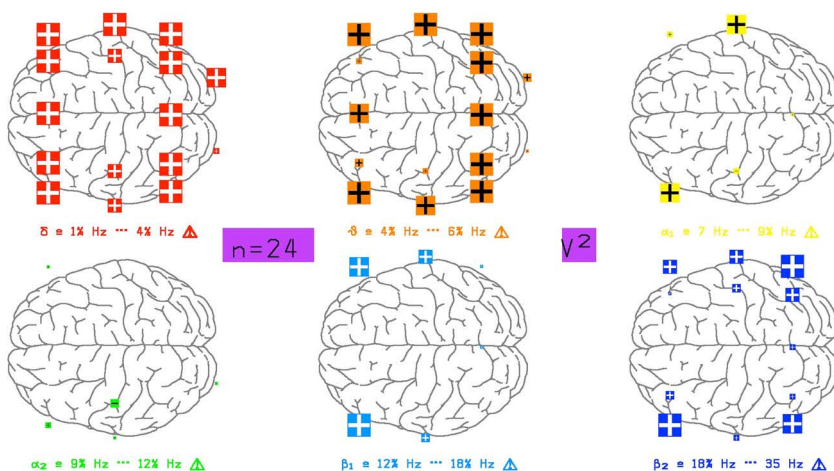 δ ≅ 1½ Hz ... 4½ Hz ⚠
ϑ ≅ 4½ Hz ... 6½ Hz ⚠
α₁ ≅ 7 Hz ... 9½ Hz ⚠
n=24
V²
α₂ ≅ 9½ Hz ... 12½ Hz ⚠
β₁ ≅ 12½ Hz ... 18½ Hz ⚠
β₂ ≅ 18½ Hz ... 35 Hz ⚠